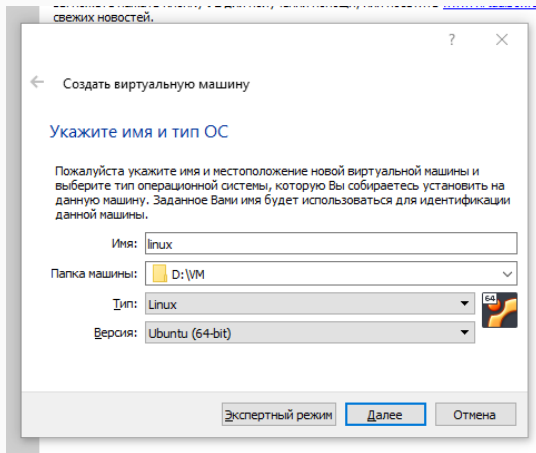 свежих новостей.
?
Создать виртуальную машину
Укажите имя и тип ОС
Пожалуйста укажите имя и местоположение новой виртуальной машины и
выберите тип операционной системы, которую Вы собираетесь установить на
данную машину. Заданное Вами имя будет использоваться для идентификации
данной машины.
Имя: linux
Папка машины: D:\VM
Тип: Linux
64
Версия: Ubuntu (64-bit)
Экспертный режим Далее Отмена